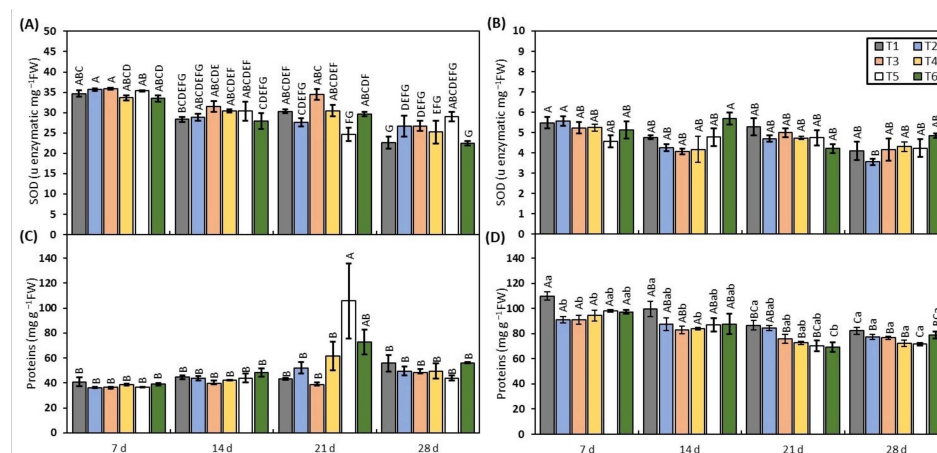 (A)
SOD (u enzymatic mg⁻¹FW)
50
45
40
35
30
25
20
15
10
5
0
ABC A A ABCD AB ABCD
BCDEFG ABCDEFG ABCDE ABCDEF ABCDEF CDEFG
ABCDEF EFG ABC ABCDEF FG ABCDF
G DEFG CDEFG EFG ABCDEFG G
(B)
T1 T2
T3 T4
T5 T6
SOD (u enzymatic mg⁻¹FW)
10
9
8
7
6
5
4
3
2
1
0
A A AB AB AB AB
AB AB AB AB AB A
AB AB AB AB AB AB
AB B AB AB AB AB
(C)
Proteins (mg g⁻¹FW)
140
120
100
80
60
40
20
0
B B B B B B
B B B B B B
B B B B A AB
B B B B B B
7 d 14 d 21 d 28 d
(D)
Proteins (mg g⁻¹FW)
140
120
100
80
60
40
20
0
Aa Ab Ab Ab Aab Aab
ABa ABab ABb Ab ABab ABab
BCa ABab Bab Bab BCab Cb
Ca Ba Ba Ba Ca BCa
7 d 14 d 21 d 28 d